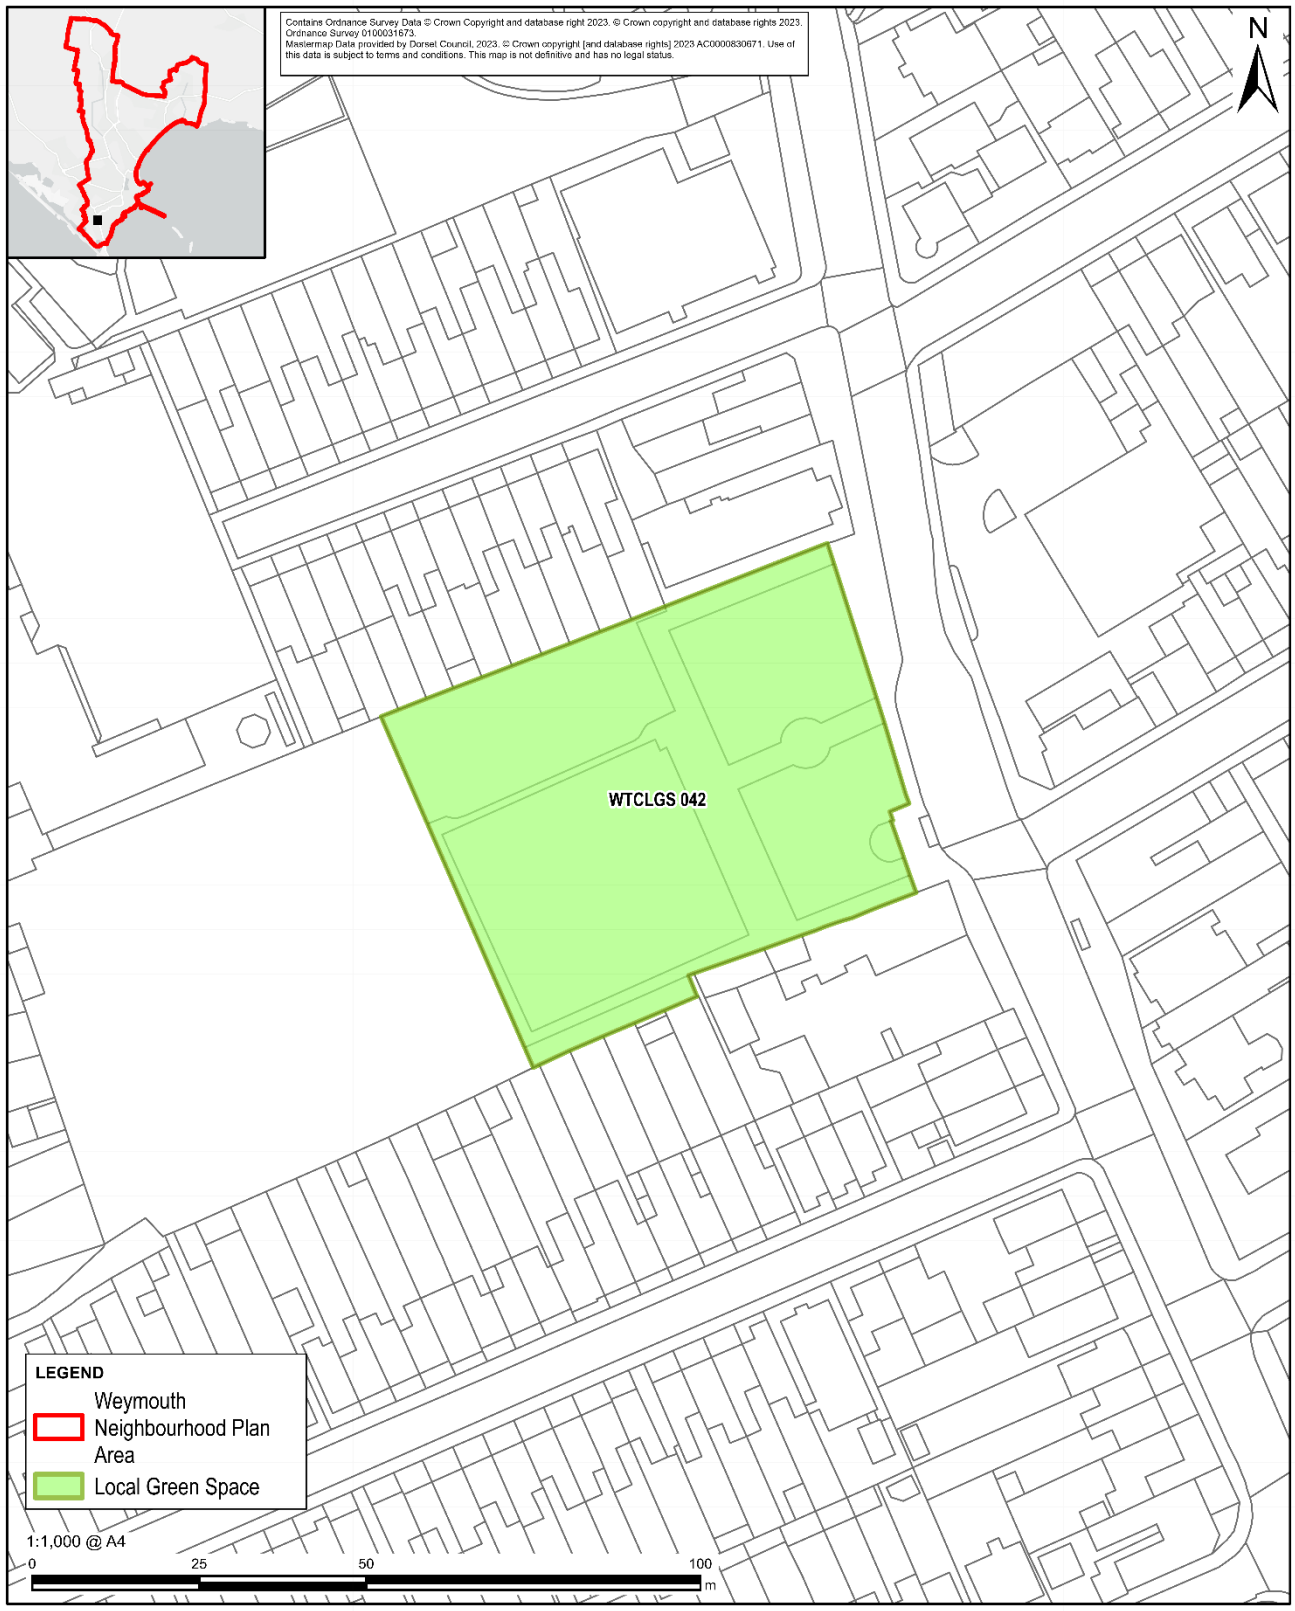 Contains Ordnance Survey Data © Crown Copyright and database right 2023. © Crown copyright and database rights 2023.
Ordnance Survey 0100031673.
Mastermap Data provided by Dorset Council, 2023. © Crown copyright [and database rights] 2023 AC0000830671. Use of
this data is subject to terms and conditions. This map is not definitive and has no legal status.
N
WTCLGS 042
LEGEND
Weymouth
Neighbourhood Plan
Area
Local Green Space
1:1,000 @ A4
0 25 50 100
m